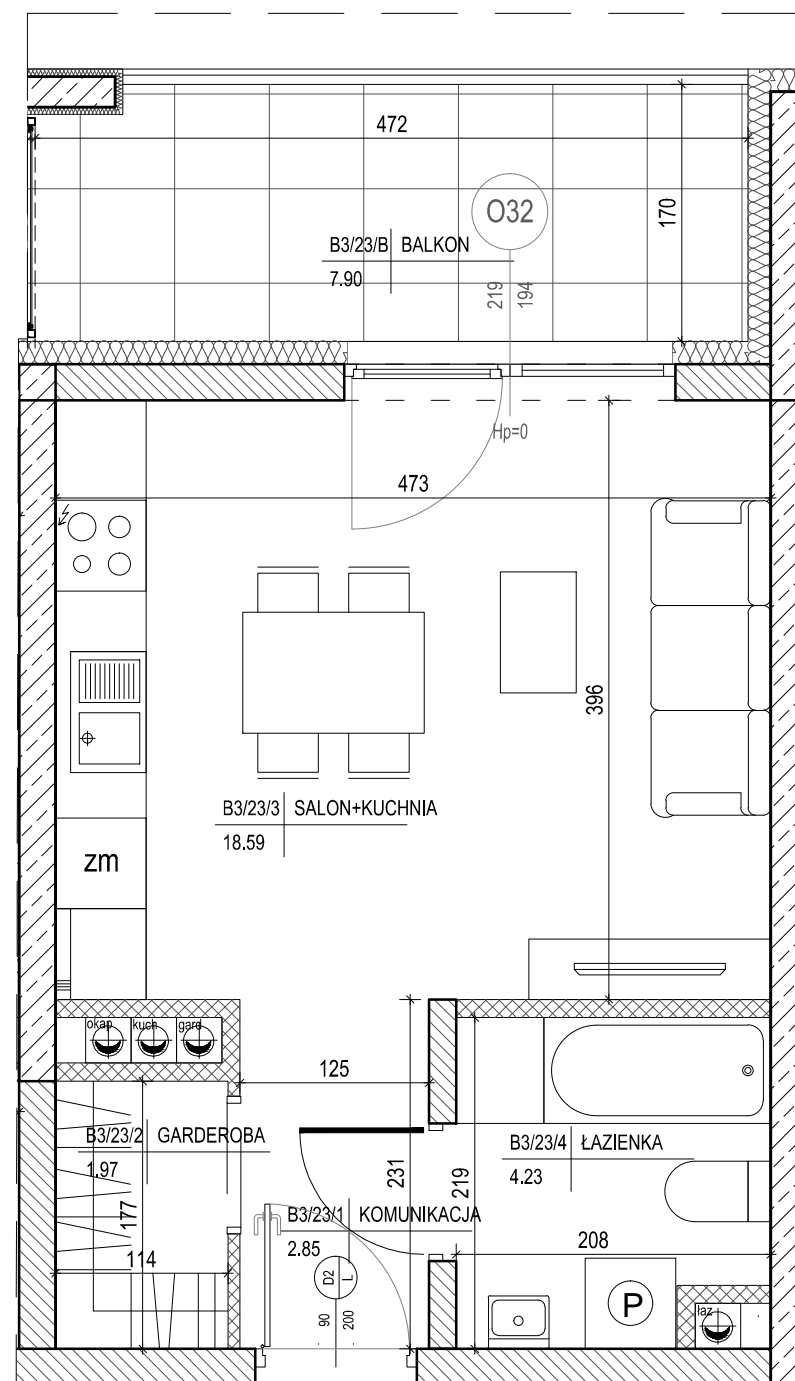 472
O32
170
B3/23/B BALKON
7.90
219
194
Hp=0
473
396
B3/23/3 SALON+KUCHNIA
18.59
zm
okap kuch gard
125
B3/23/2 GARDEROBA
1.97
177
114
231
219
B3/23/4 ŁAZIENKA
4.23
B3/23/1 KOMUNIKACJA
2.85
208
D2
L
90
200
P
łaz